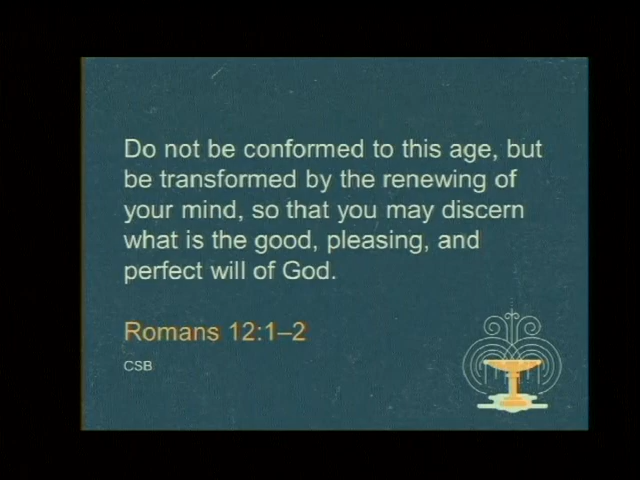 Do not be conformed to this age, but
be transformed by the renewing of
your mind, so that you may discern
what is the good, pleasing, and
perfect will of God.
Romans 12:1–2
CSB